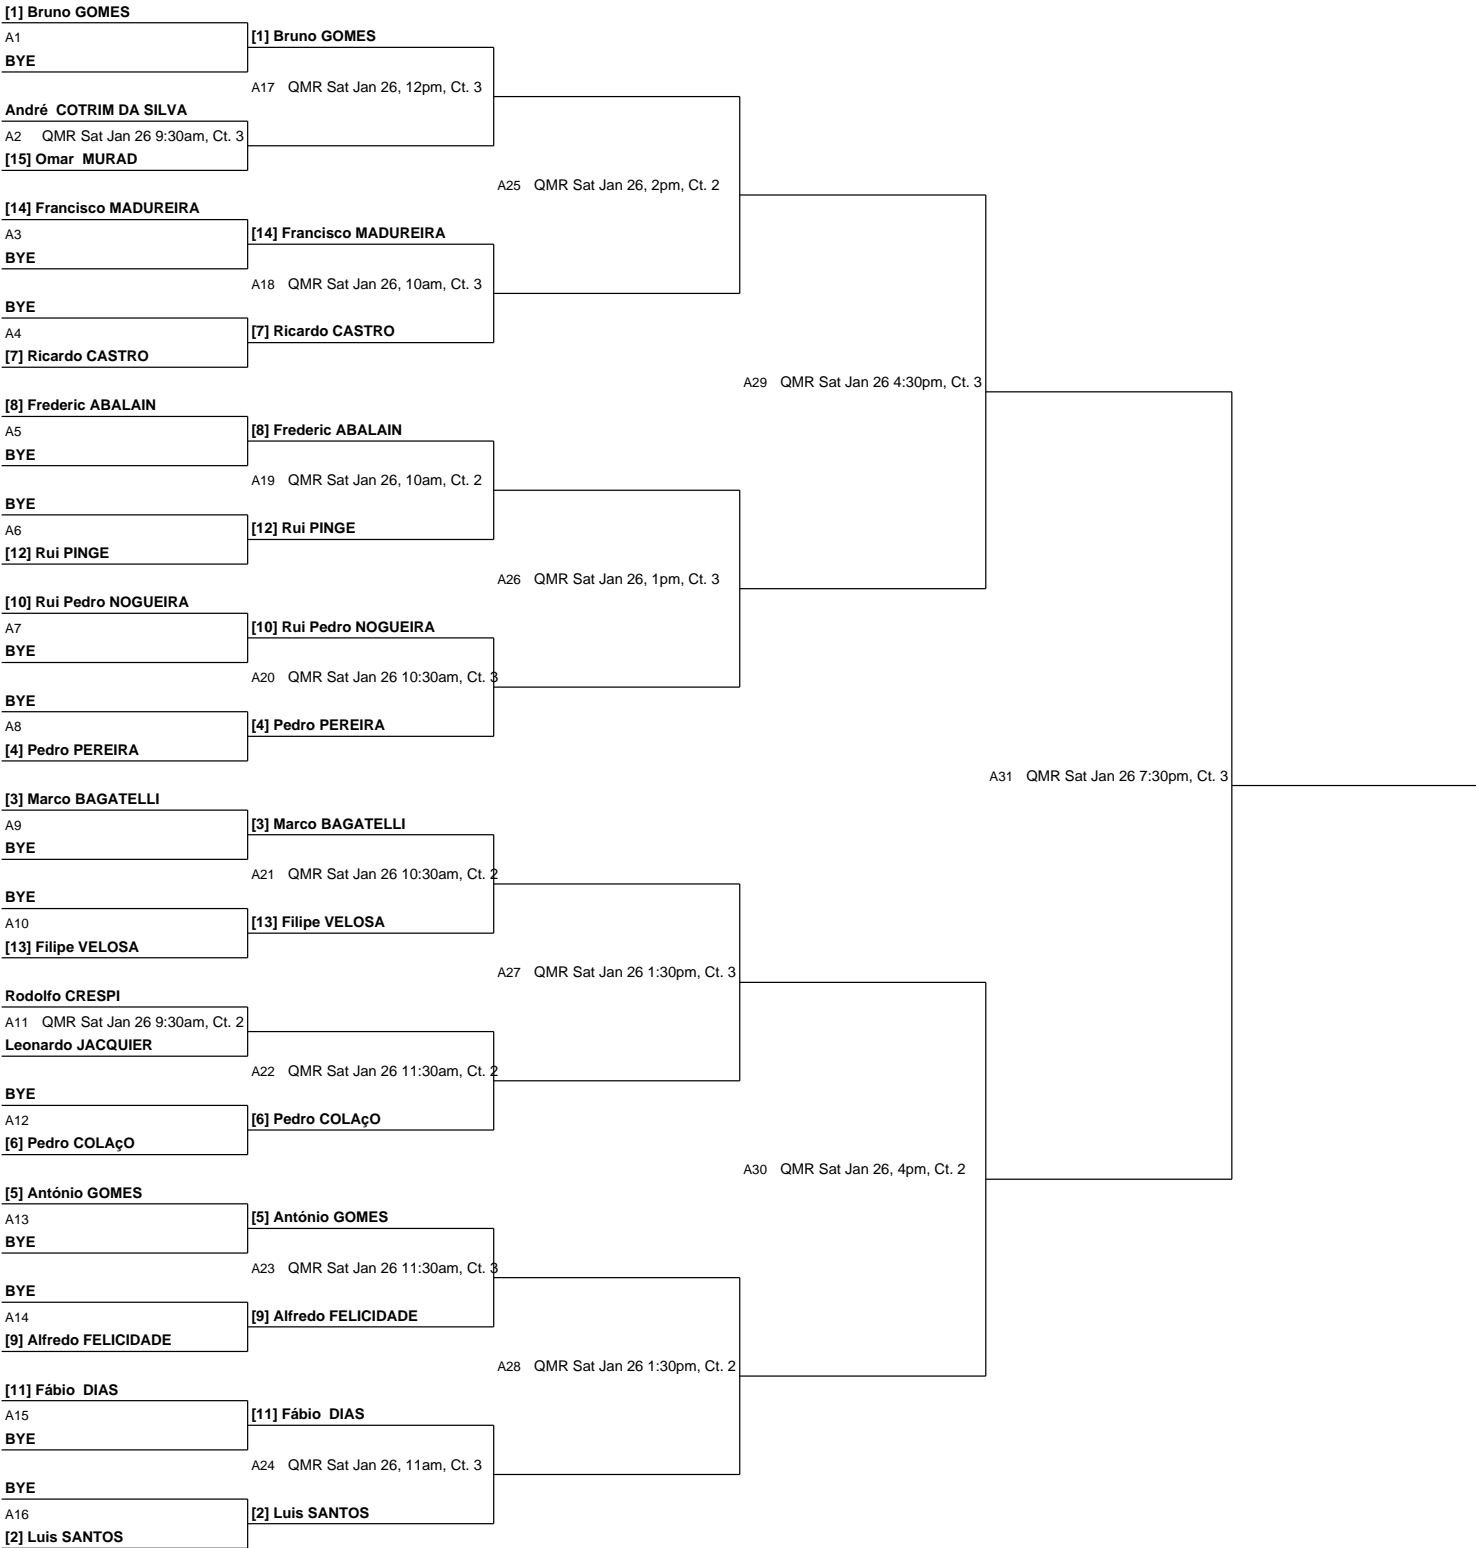 [1] Bruno GOMES
A1
[1] Bruno GOMES
BYE
A17 QMR Sat Jan 26, 12pm, Ct. 3
André  COTRIM DA SILVA
A2 QMR Sat Jan 26 9:30am, Ct. 3
[15] Omar  MURAD
A25 QMR Sat Jan 26, 2pm, Ct. 2
[14] Francisco MADUREIRA
A3
[14] Francisco MADUREIRA
BYE
A18 QMR Sat Jan 26, 10am, Ct. 3
BYE
A4
[7] Ricardo CASTRO
[7] Ricardo CASTRO
A29 QMR Sat Jan 26 4:30pm, Ct. 3
[8] Frederic ABALAIN
A5
[8] Frederic ABALAIN
BYE
A19 QMR Sat Jan 26, 10am, Ct. 2
BYE
A6
[12] Rui PINGE
[12] Rui PINGE
A26 QMR Sat Jan 26, 1pm, Ct. 3
[10] Rui Pedro NOGUEIRA
A7
[10] Rui Pedro NOGUEIRA
BYE
A20 QMR Sat Jan 26 10:30am, Ct. 3
BYE
A8
[4] Pedro PEREIRA
[4] Pedro PEREIRA
A31 QMR Sat Jan 26 7:30pm, Ct. 3
[3] Marco BAGATELLI
A9
[3] Marco BAGATELLI
BYE
A21 QMR Sat Jan 26 10:30am, Ct. 2
BYE
A10
[13] Filipe VELOSA
[13] Filipe VELOSA
A27 QMR Sat Jan 26 1:30pm, Ct. 3
Rodolfo CRESPI
A11 QMR Sat Jan 26 9:30am, Ct. 2
Leonardo JACQUIER
A22 QMR Sat Jan 26 11:30am, Ct. 2
BYE
A12
[6] Pedro COLAçO
[6] Pedro COLAçO
A30 QMR Sat Jan 26, 4pm, Ct. 2
[5] António GOMES
A13
[5] António GOMES
BYE
A23 QMR Sat Jan 26 11:30am, Ct. 3
BYE
A14
[9] Alfredo FELICIDADE
[9] Alfredo FELICIDADE
A28 QMR Sat Jan 26 1:30pm, Ct. 2
[11] Fábio  DIAS
A15
[11] Fábio  DIAS
BYE
A24 QMR Sat Jan 26, 11am, Ct. 3
BYE
A16
[2] Luis SANTOS
[2] Luis SANTOS